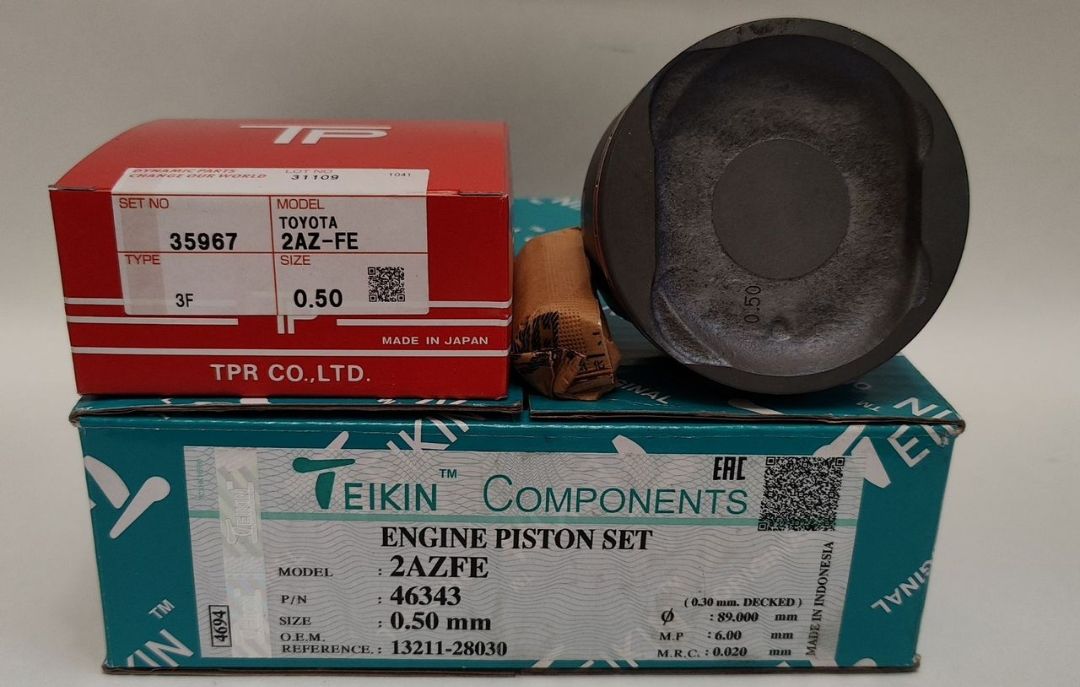 TP
DYNAMIC PARTS
CHANGE OUR WORLD
LOT NO
31109
1041
SET NO
35967
MODEL
TOYOTA
2AZ-FE
TYPE
3F
SIZE
0.50
TP
MADE IN JAPAN
TPR CO.,LTD.
0.50
TEIKIN
TEIKIN
GINAL
TEIKIN™ COMPONENTS
EAC
ENGINE PISTON SET
MODEL : 2AZFE
P/N : 46343
SIZE : 0.50 mm
O.E.M.
REFERENCE. : 13211-28030
( 0.30 mm. DECKED )
Ø : 89.000 mm
M.P : 6.00 mm
M.R.C. : 0.020 mm
MADE IN INDONESIA
4694